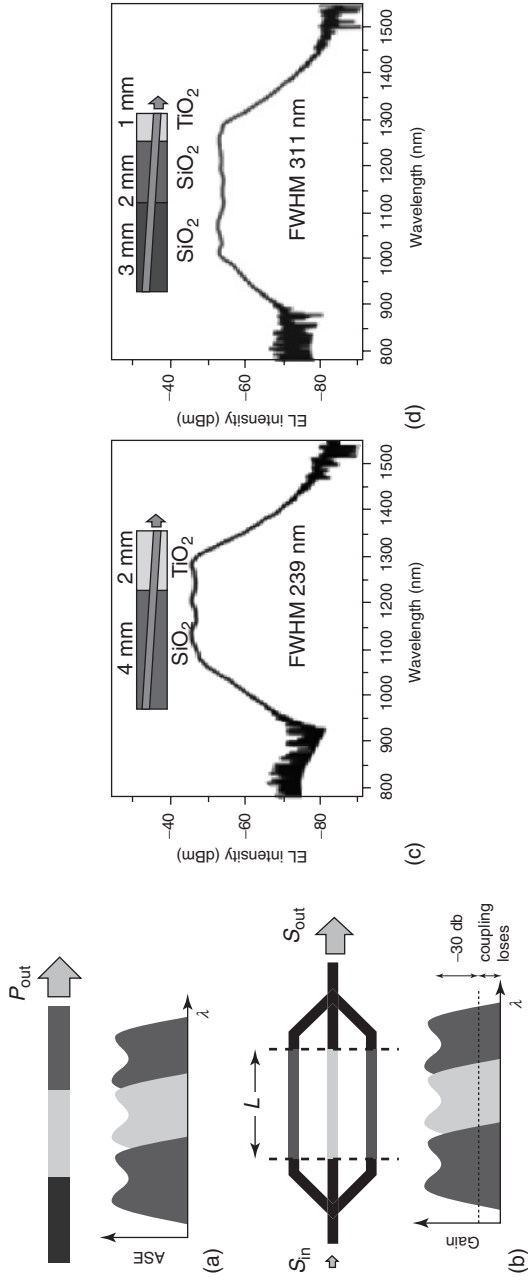 P_out
ASE
λ
(a)
S_in
L
S_out
Gain
~30 db
coupling
loses
λ
(b)
4 mm 2 mm
SiO₂ TiO₂
FWHM 239 nm
EL intensity (dBm)
−40
−60
−80
800 900 1000 1100 1200 1300 1400 1500
Wavelength (nm)
(c)
3 mm 2 mm 1 mm
SiO₂ SiO₂ TiO₂
FWHM 311 nm
EL intensity (dBm)
−40
−60
−80
800 900 1000 1100 1200 1300 1400 1500
Wavelength (nm)
(d)